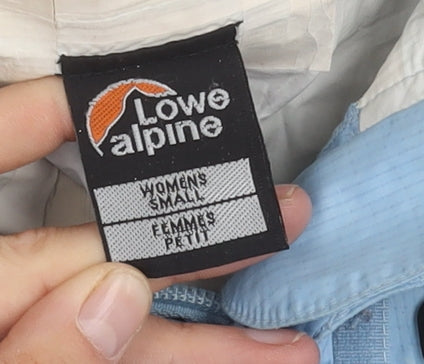 Lowe
alpine
WOMENS
SMALL
FEMMES
PETIT